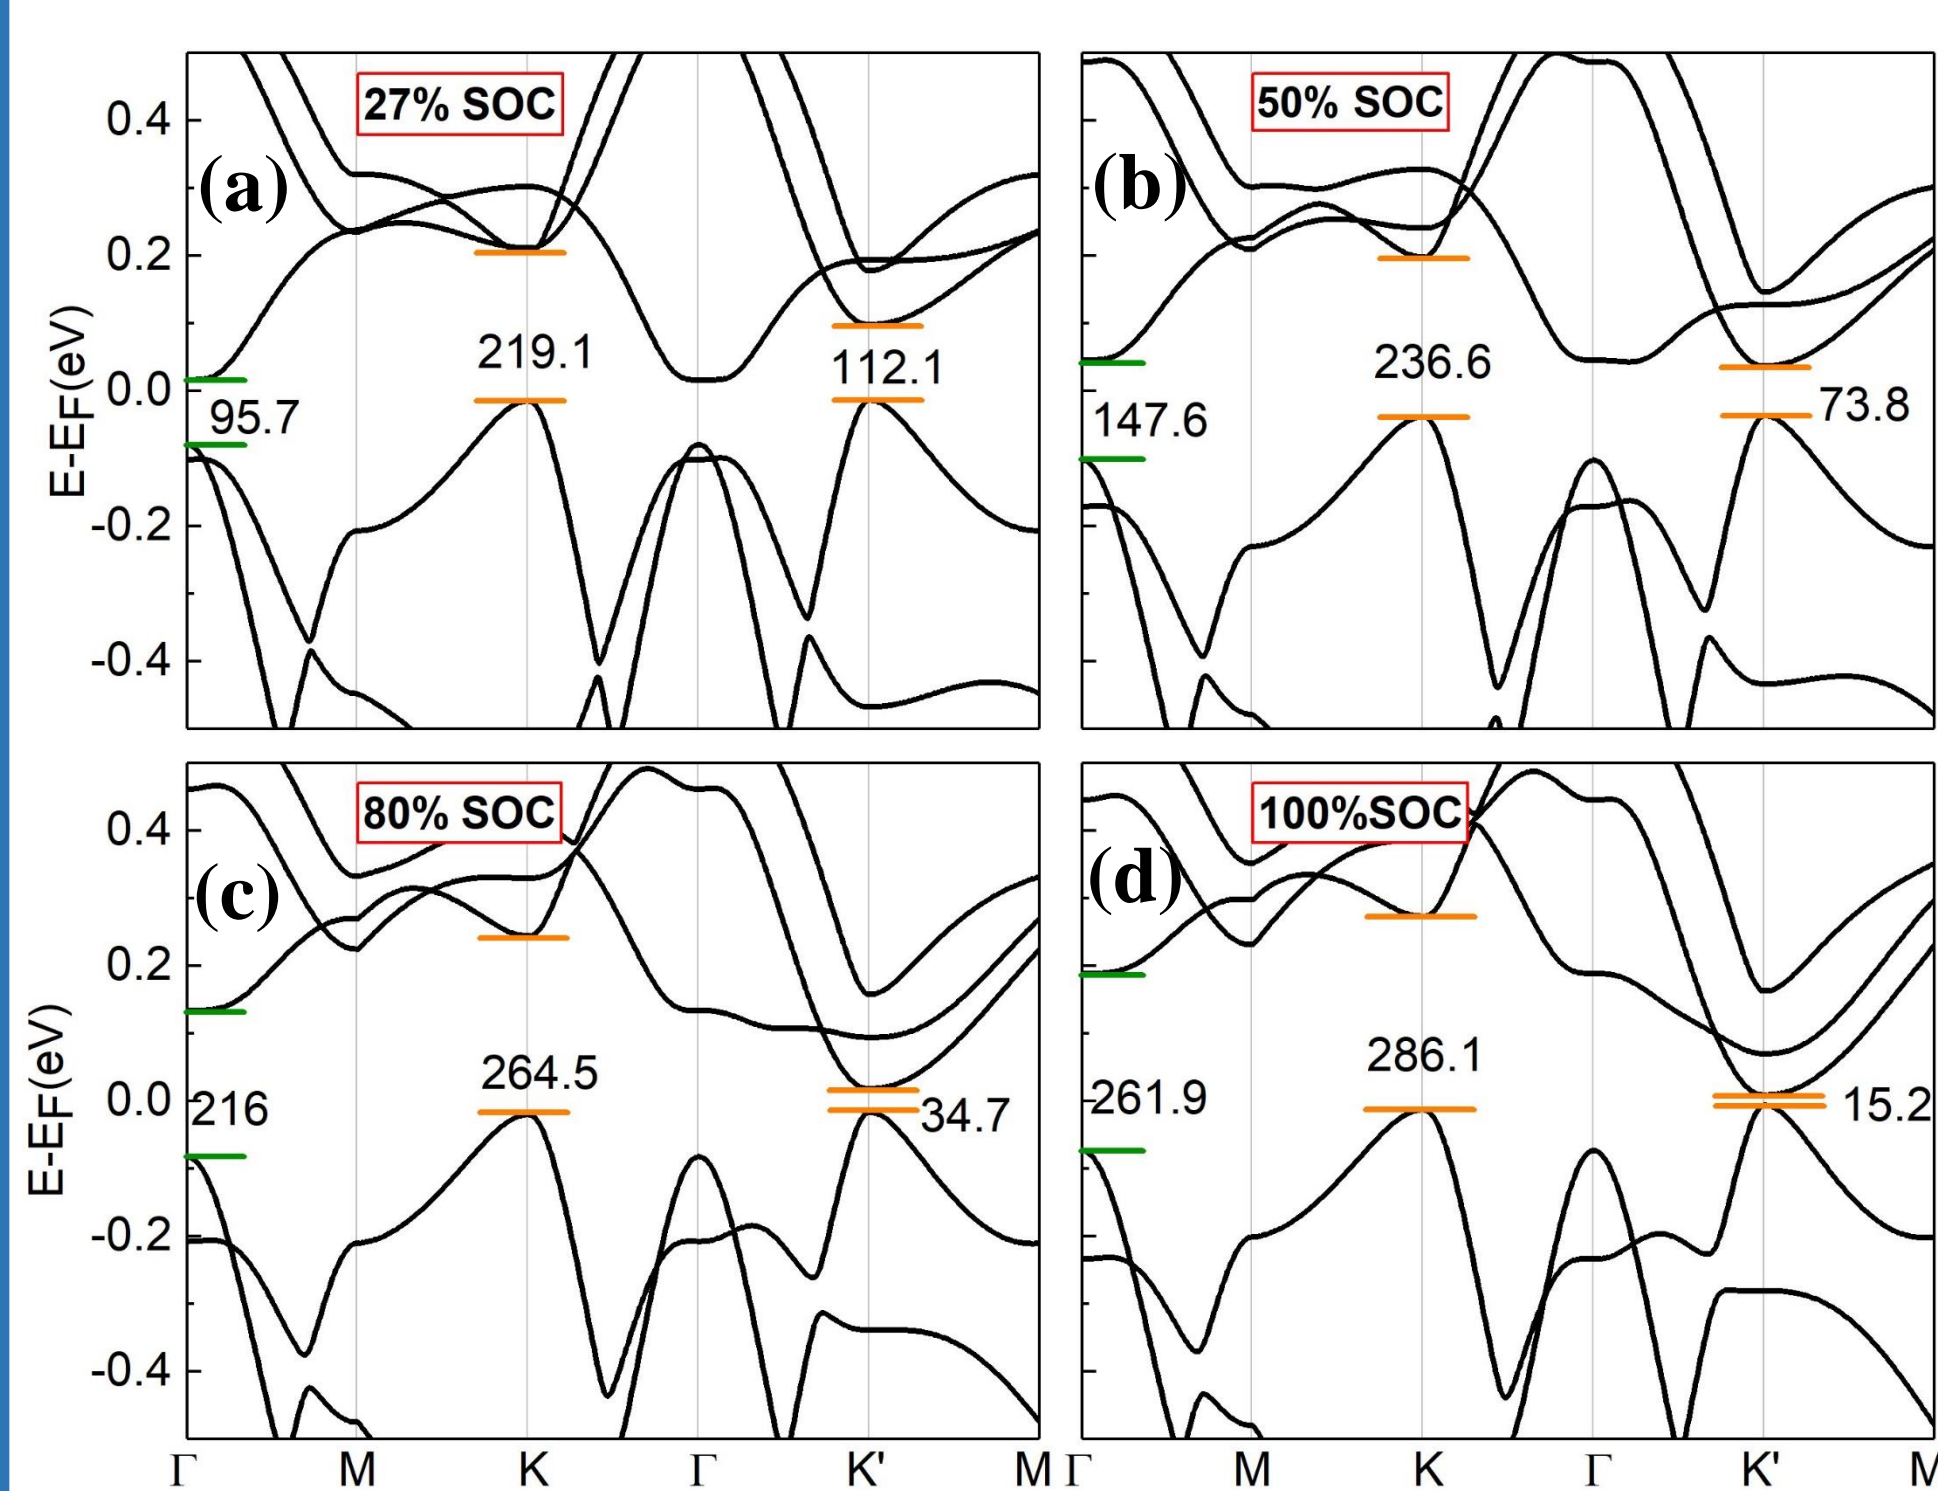 27% SOC
(a)
0.4
0.2
0.0
-0.2
-0.4
E-EF(eV)
219.1
112.1
95.7
50% SOC
(b)
236.6
147.6
73.8
80% SOC
(c)
0.4
0.2
0.0
-0.2
-0.4
E-EF(eV)
264.5
216
34.7
Γ M K Γ K' M
100%SOC
(d)
286.1
261.9
15.2
Γ M K Γ K' M